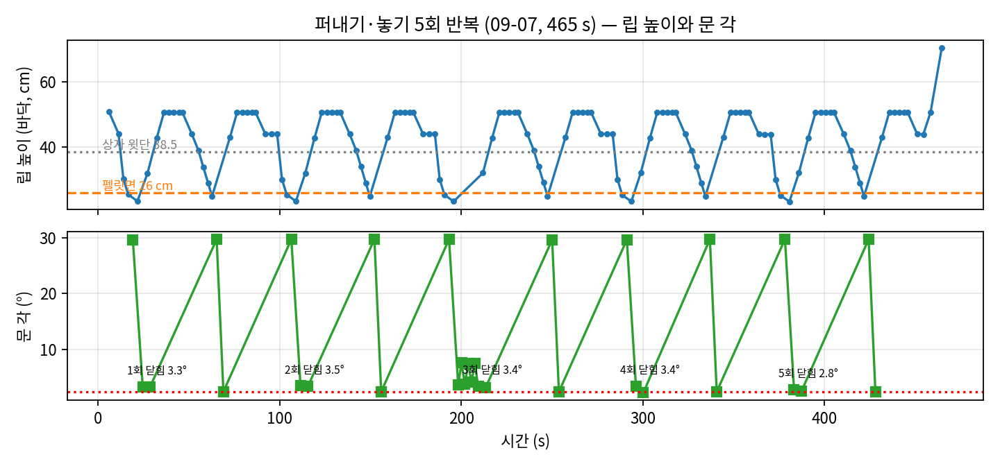 퍼내기·놓기 5회 반복 (09-07, 465 s) — 립 높이와 문 각
립 높이 (바닥, cm)
60
40
상자 윗단 38.5
펠릿면 26 cm
문 각 (°)
30
20
10
1회 닫힘 3.3°
2회 닫힘 3.5°
3회 닫힘 3.4°
4회 닫힘 3.4°
5회 닫힘 2.8°
0
100
200
300
400
시간 (s)